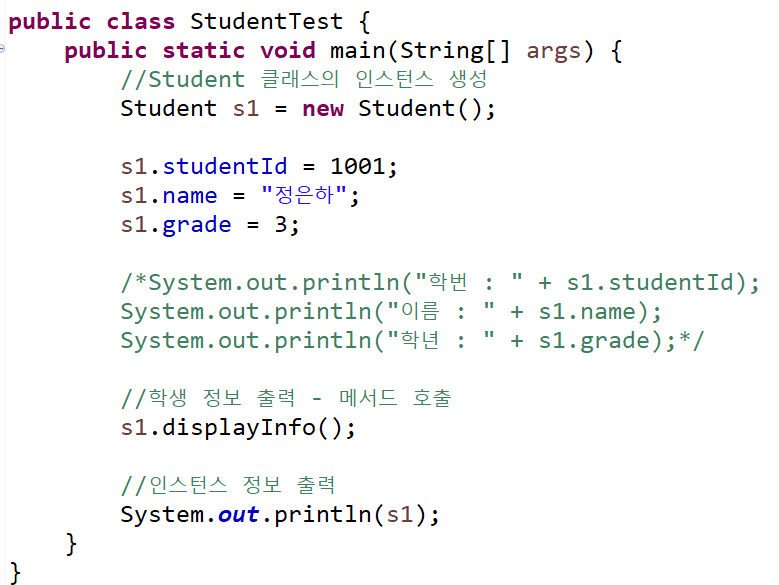 public class StudentTest {
public static void main(String[] args) {
//Student 클래스의 인스턴스 생성
Student s1 = new Student();
s1.studentId = 1001;
s1.name = "정은하";
s1.grade = 3;
/*System.out.println("학번 : " + s1.studentId);
System.out.println("이름 : " + s1.name);
System.out.println("학년 : " + s1.grade);*/
//학생 정보 출력 - 메서드 호출
s1.displayInfo();
//인스턴스 정보 출력
System.out.println(s1);
}
}